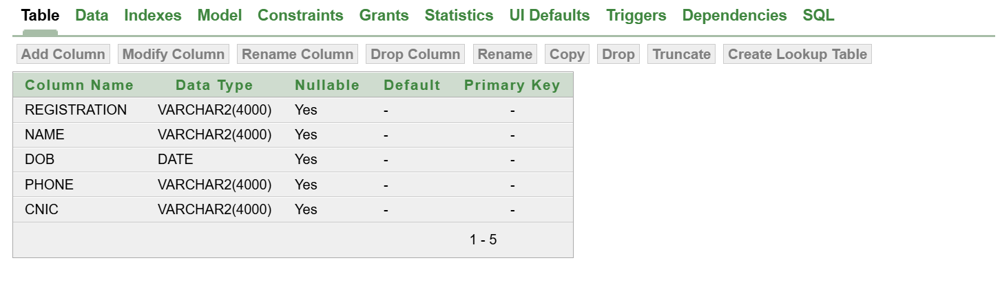 Table Data Indexes Model Constraints Grants Statistics UI Defaults Triggers Dependencies SQL
Add Column Modify Column Rename Column Drop Column Rename Copy Drop Truncate Create Lookup Table
Column Name Data Type Nullable Default Primary Key
REGISTRATION VARCHAR2(4000) Yes - -
NAME VARCHAR2(4000) Yes - -
DOB DATE Yes - -
PHONE VARCHAR2(4000) Yes - -
CNIC VARCHAR2(4000) Yes - -
1 - 5